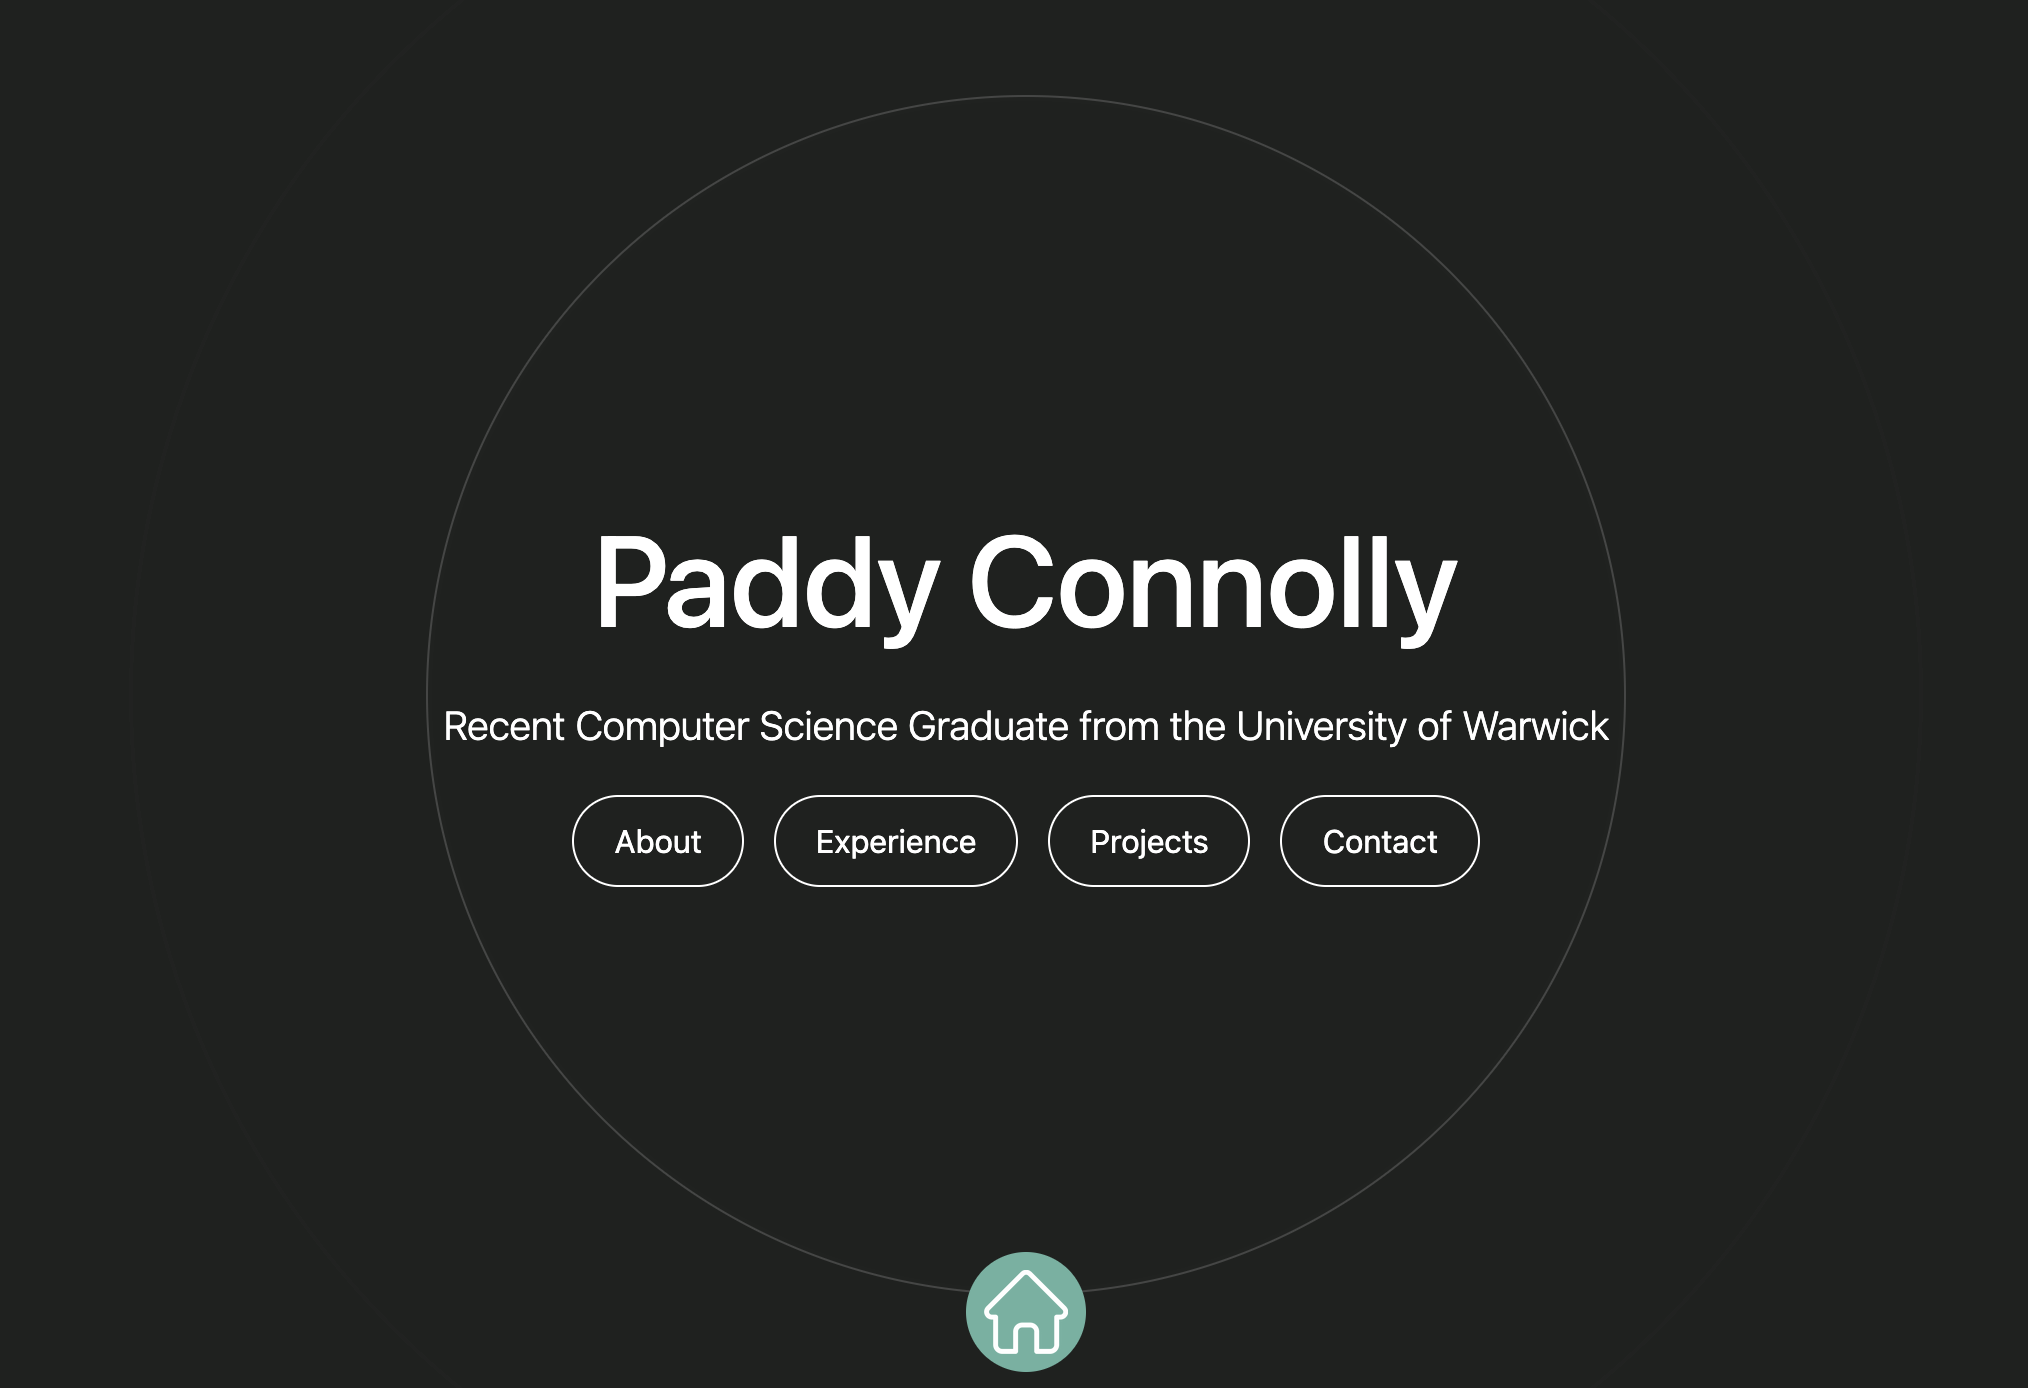 Paddy Connolly
Recent Computer Science Graduate from the University of Warwick
About Experience Projects Contact